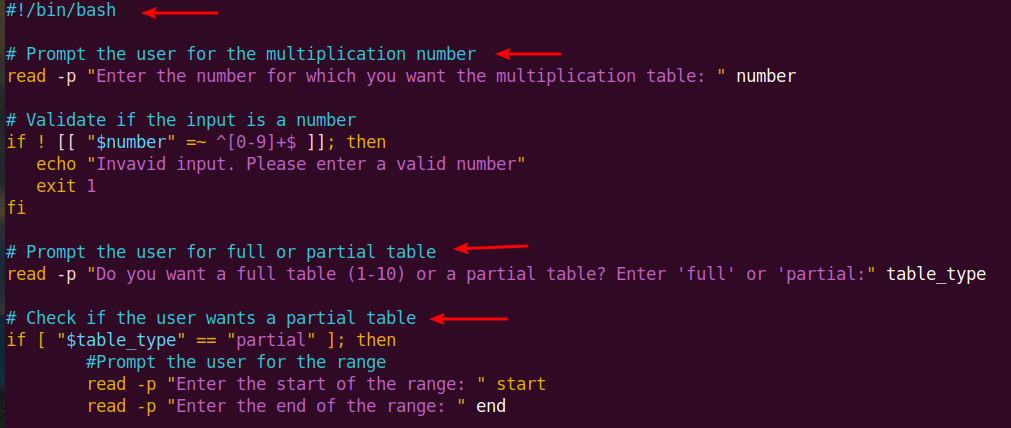 #!/bin/bash
# Prompt the user for the multiplication number
read -p "Enter the number for which you want the multiplication table: " number
# Validate if the input is a number
if ! [[ "$number" =~ ^[0-9]+$ ]]; then
   echo "Invavid input. Please enter a valid number"
   exit 1
fi
# Prompt the user for full or partial table
read -p "Do you want a full table (1-10) or a partial table? Enter 'full' or 'partial:" table_type
# Check if the user wants a partial table
if [ "$table_type" == "partial" ]; then
        #Prompt the user for the range
        read -p "Enter the start of the range: " start
        read -p "Enter the end of the range: " end